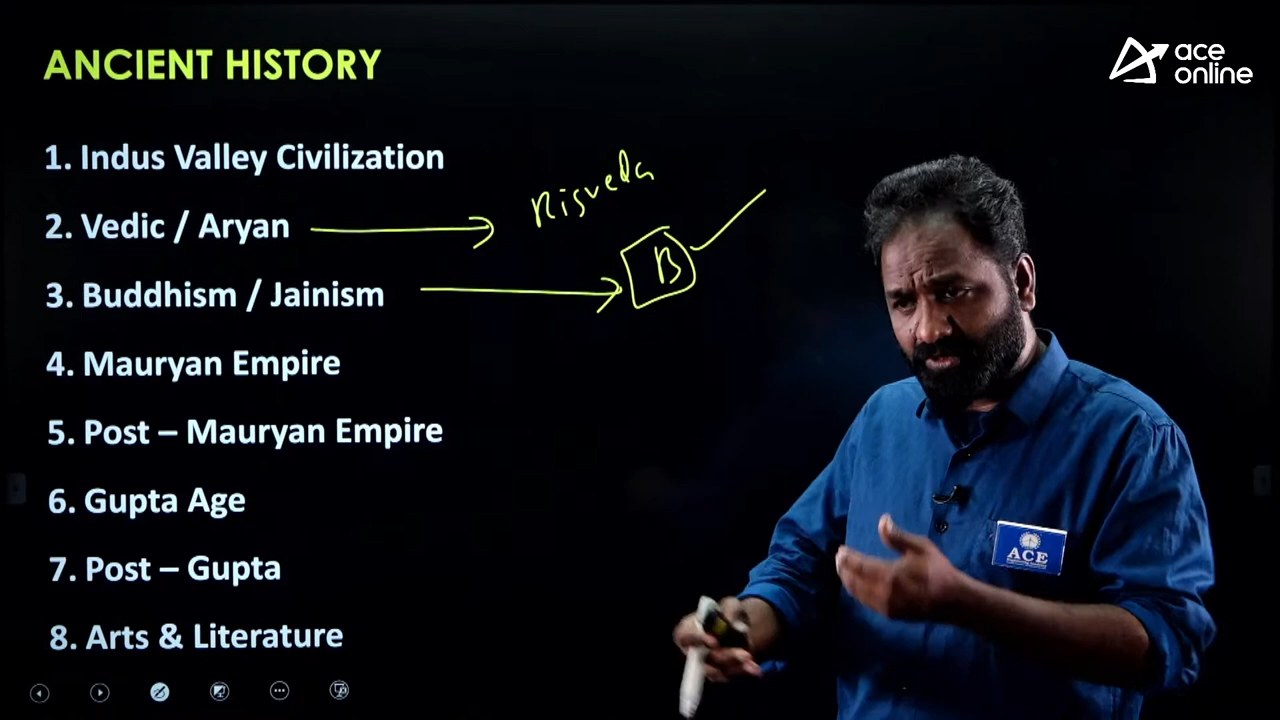 ANCIENT HISTORY
ace
online
1. Indus Valley Civilization
2. Vedic / Aryan
Rigveda
3. Buddhism / Jainism
B
4. Mauryan Empire
5. Post – Mauryan Empire
6. Gupta Age
7. Post – Gupta
8. Arts & Literature
ACE